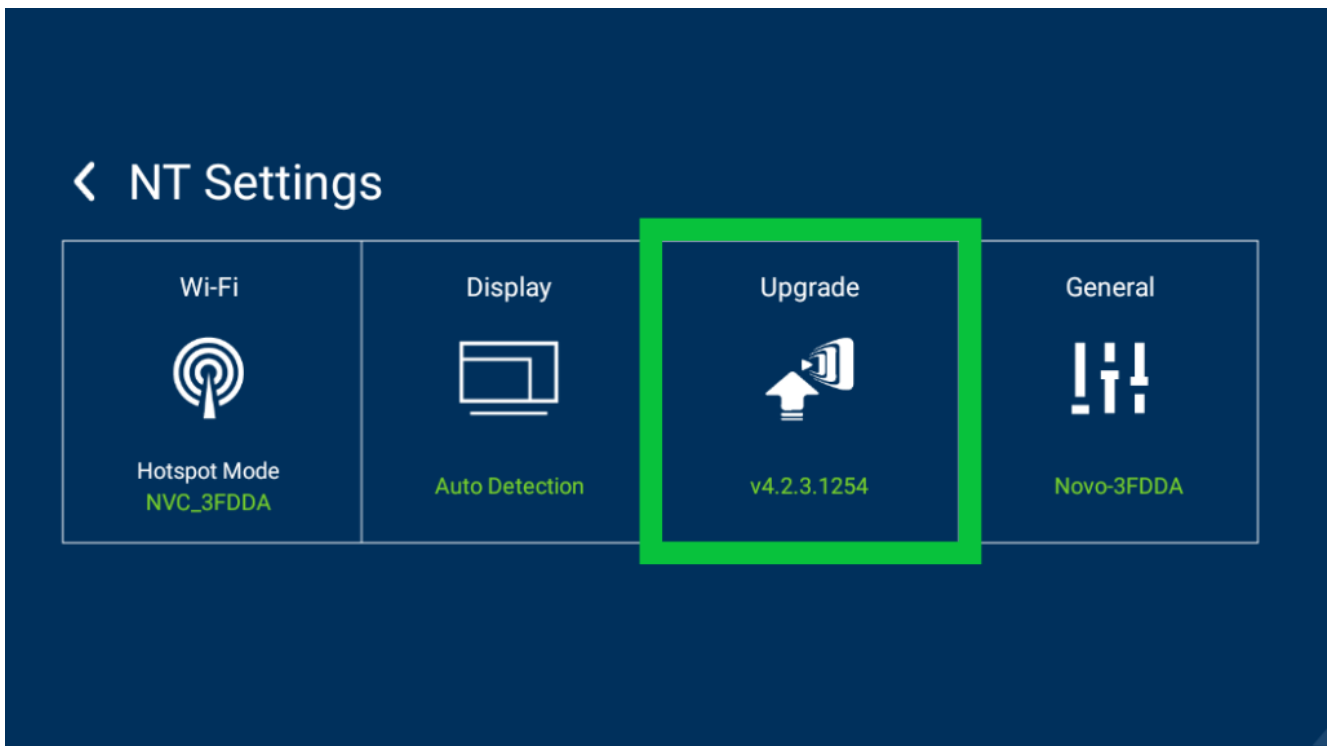 NT Settings
Wi-Fi
Hotspot Mode
NVC_3FDDA
Display
Auto Detection
Upgrade
v4.2.3.1254
General
Novo-3FDDA